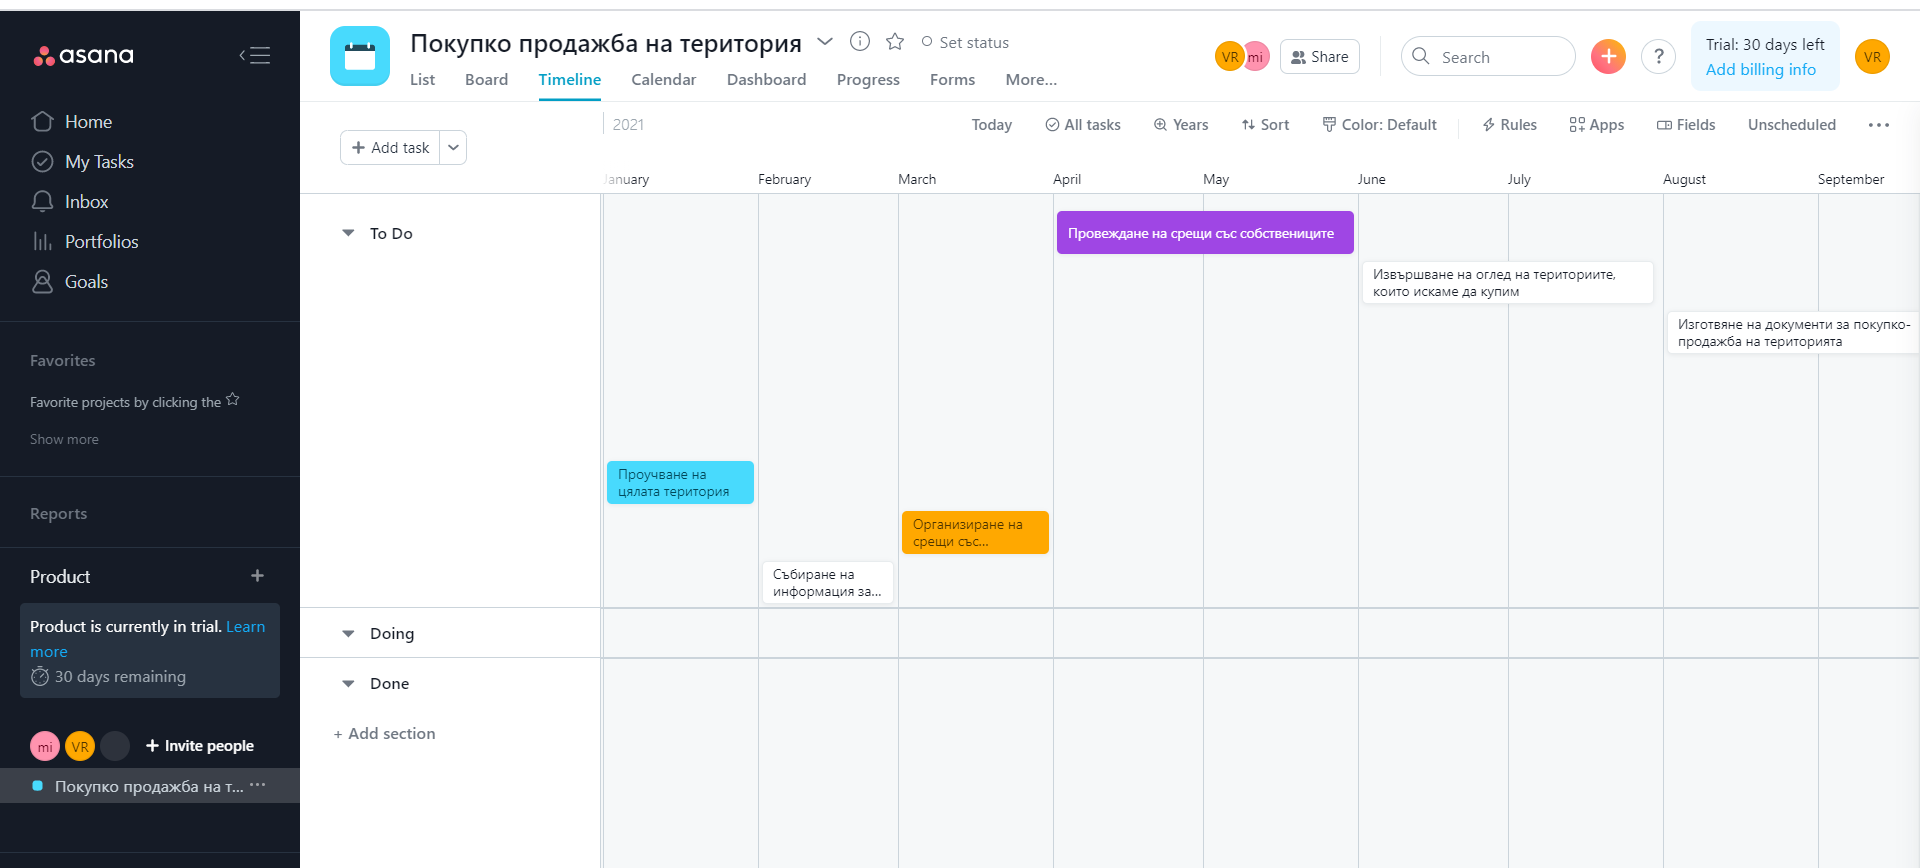 asana
Home
My Tasks
Inbox
Portfolios
Goals
Favorites
Favorite projects by clicking the
Show more
Reports
Product
Product is currently in trial. Learn
more
30 days remaining
mi VR + Invite people
Покупко продажба на т... ...
Покупко продажба на територия
Set status
List Board Timeline Calendar Dashboard Progress Forms More...
VR mi Share
Search
+ ?
Trial: 30 days left
Add billing info
VR
+ Add task
2021
Today All tasks Years Sort Color: Default Rules Apps Fields Unscheduled ...
January February March April May June July August September
To Do
Провеждане на срещи със собствениците
Извършване на оглед на териториите,
които искаме да купим
Изготвяне на документи за покупко-
продажба на територията
Проучване на
цялата територия
Организиране на
срещи със...
Събиране на
информация за...
Doing
Done
+ Add section